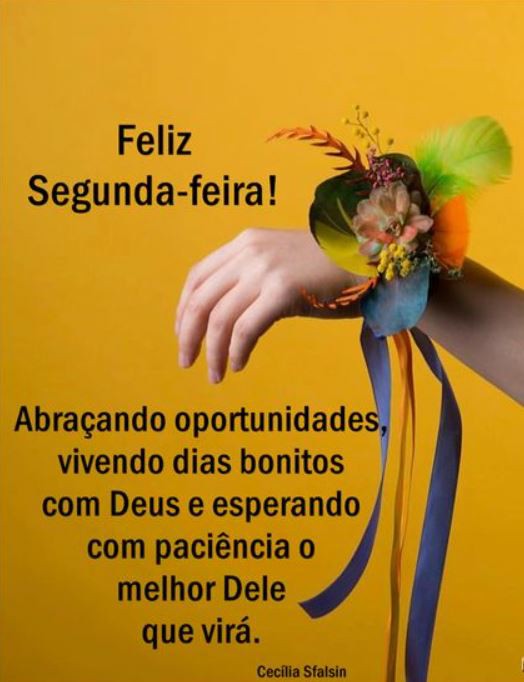 Feliz
Segunda-feira!
Abraçando oportunidades,
vivendo dias bonitos
com Deus e esperando
com paciência o
melhor Dele
que virá.
Cecília Sfalsin